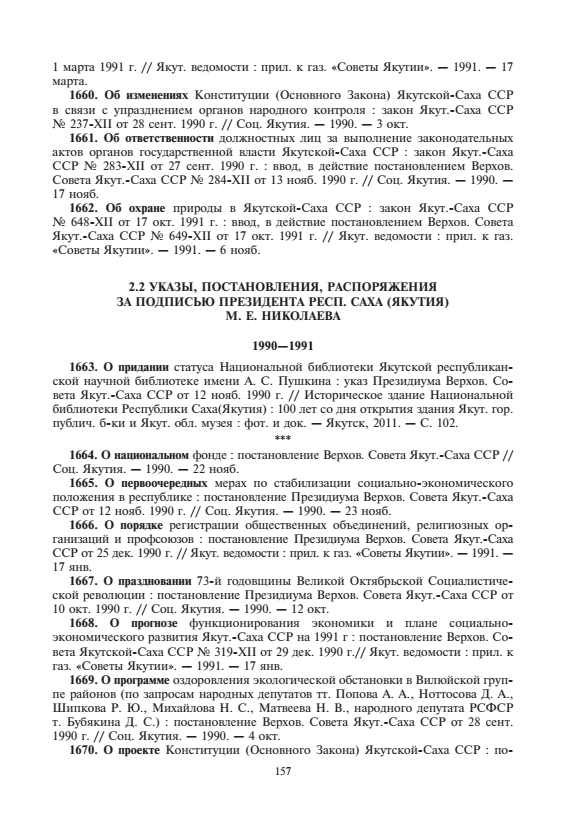 1 марта 1991 г. // Якут. ведомости : прил. к газ. «Советы Якутии». — 1991. — 17
марта.
1660. Об изменениях Конституции (Основного Закона) Якутской-Саха ССР
в связи с упразднением органов народного контроля : закон Якут.-Саха ССР
№ 237-XII от 28 сент. 1990 г. // Соц. Якутия. — 1990. — 3 окт.
1661. Об ответственности должностных лиц за выполнение законодательных
актов органов государственной власти Якутской-Саха ССР : закон Якут.-Саха
ССР № 283-XII от 27 сент. 1990 г. : ввод, в действие постановлением Верхов.
Совета Якут.-Саха ССР № 284-XII от 13 нояб. 1990 г. // Соц. Якутия. — 1990. —
17 нояб.
1662. Об охране природы в Якутской-Саха ССР : закон Якут.-Саха ССР
№ 648-XII от 17 окт. 1991 г. : ввод, в действие постановлением Верхов. Совета
Якут.-Саха ССР № 649-XII от 17 окт. 1991 г. // Якут. ведомости : прил. к газ.
«Советы Якутии». — 1991. — 6 нояб.
2.2 УКАЗЫ, ПОСТАНОВЛЕНИЯ, РАСПОРЯЖЕНИЯ
ЗА ПОДПИСЬЮ ПРЕЗИДЕНТА РЕСП. САХА (ЯКУТИЯ)
М. Е. НИКОЛАЕВА
1990—1991
1663. О придании статуса Национальной библиотеки Якутской республикан-
ской научной библиотеке имени А. С. Пушкина : указ Президиума Верхов. Со-
вета Якут.-Саха ССР от 12 нояб. 1990 г. // Историческое здание Национальной
библиотеки Республики Саха(Якутия) : 100 лет со дня открытия здания Якут. гор.
публич. б-ки и Якут. обл. музея : фот. и док. — Якутск, 2011. — С. 102.
***
1664. О национальном фонде : постановление Верхов. Совета Якут.-Саха ССР //
Соц. Якутия. — 1990. — 22 нояб.
1665. О первоочередных мерах по стабилизации социально-экономического
положения в республике : постановление Президиума Верхов. Совета Якут.-Саха
ССР от 12 нояб. 1990 г. // Соц. Якутия. — 1990. — 23 нояб.
1666. О порядке регистрации общественных объединений, религиозных ор-
ганизаций и профсоюзов : постановление Президиума Верхов. Совета Якут.-Саха
ССР от 25 дек. 1990 г. // Якут. ведомости : прил. к газ. «Советы Якутии». — 1991. —
17 янв.
1667. О праздновании 73-й годовщины Великой Октябрьской Социалистиче-
ской революции : постановление Президиума Верхов. Совета Якут.-Саха ССР от
10 окт. 1990 г. // Соц. Якутия. — 1990. — 12 окт.
1668. О прогнозе функционирования экономики и плане социально-
экономического развития Якут.-Саха ССР на 1991 г : постановление Верхов. Со-
вета Якутской-Саха ССР № 319-XII от 29 дек. 1990 г.// Якут. ведомости : прил. к
газ. «Советы Якутии». — 1991. — 17 янв.
1669. О программе оздоровления экологической обстановки в Вилюйской груп-
пе районов (по запросам народных депутатов тт. Попова А. А., Ноттосова Д. А.,
Шипкова Р. Ю., Михайлова Н. С., Матвеева Н. В., народного депутата РСФСР
т. Бубякина Д. С.) : постановление Верхов. Совета Якут.-Саха ССР от 28 сент.
1990 г. // Соц. Якутия. — 1990. — 4 окт.
1670. О проекте Конституции (Основного Закона) Якутской-Саха ССР : по-
157